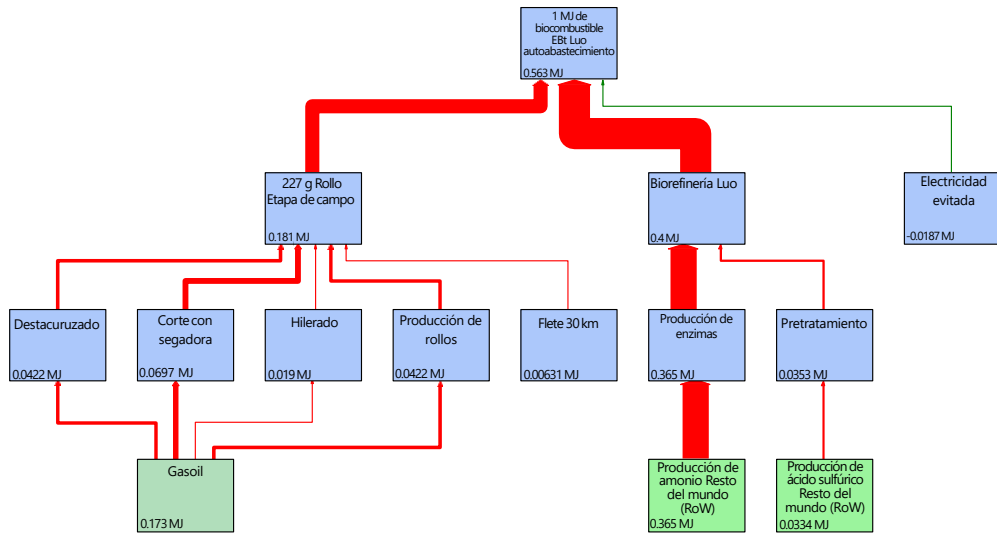 1 MJ de
biocombustible
EBt Luo
autoabastecimiento
0.563 MJ
227 g Rollo
Etapa de campo
0.181 MJ
Biorefinería Luo
0.4 MJ
Electricidad
evitada
-0.0187 MJ
Destacuruzado
0.0422 MJ
Corte con
segadora
0.0697 MJ
Hilerado
0.019 MJ
Producción de
rollos
0.0422 MJ
Flete 30 km
0.00631 MJ
Producción de
enzimas
0.365 MJ
Pretratamiento
0.0353 MJ
Gasoil
0.173 MJ
Producción de
amonio Resto
del mundo
(RoW)
0.365 MJ
Producción de
ácido sulfúrico
Resto del
mundo (RoW)
0.0334 MJ